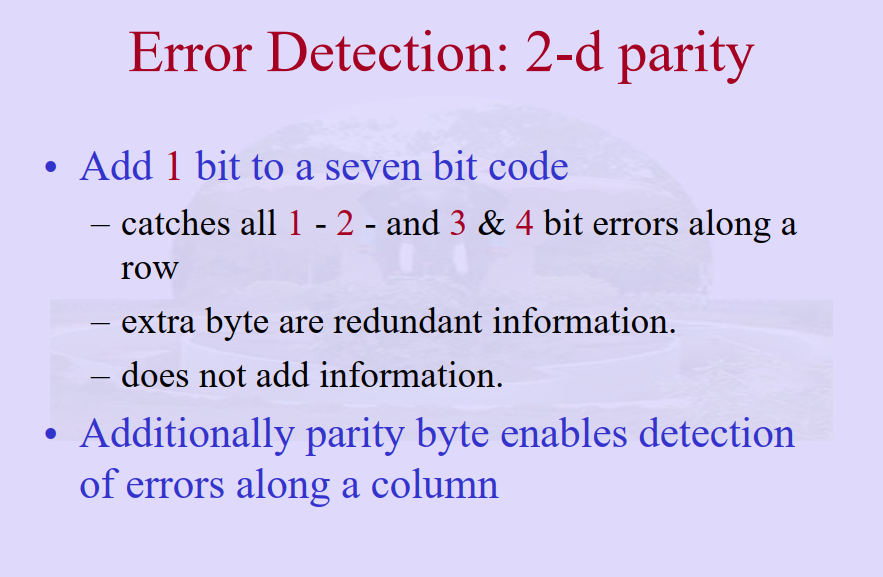 Error Detection: 2-d parity
• Add 1 bit to a seven bit code
– catches all 1 - 2 - and 3 & 4 bit errors along a
row
– extra byte are redundant information.
– does not add information.
• Additionally parity byte enables detection
of errors along a column